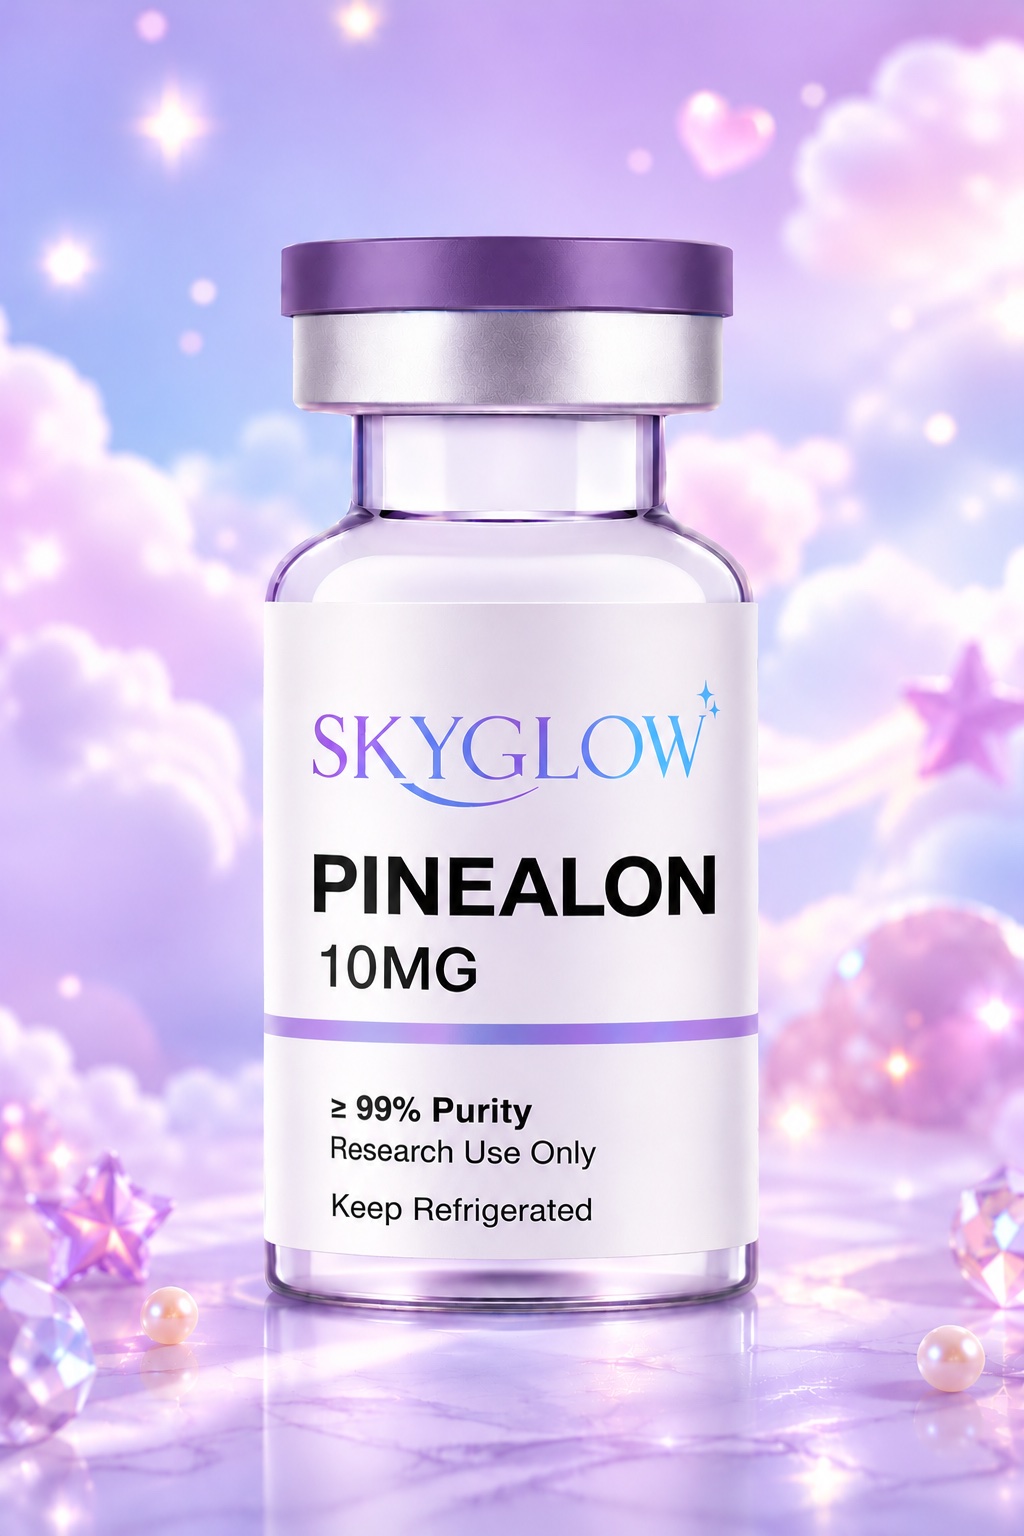 SKYGLOW
PINEALON
10MG
≥ 99% Purity
Research Use Only
Keep Refrigerated